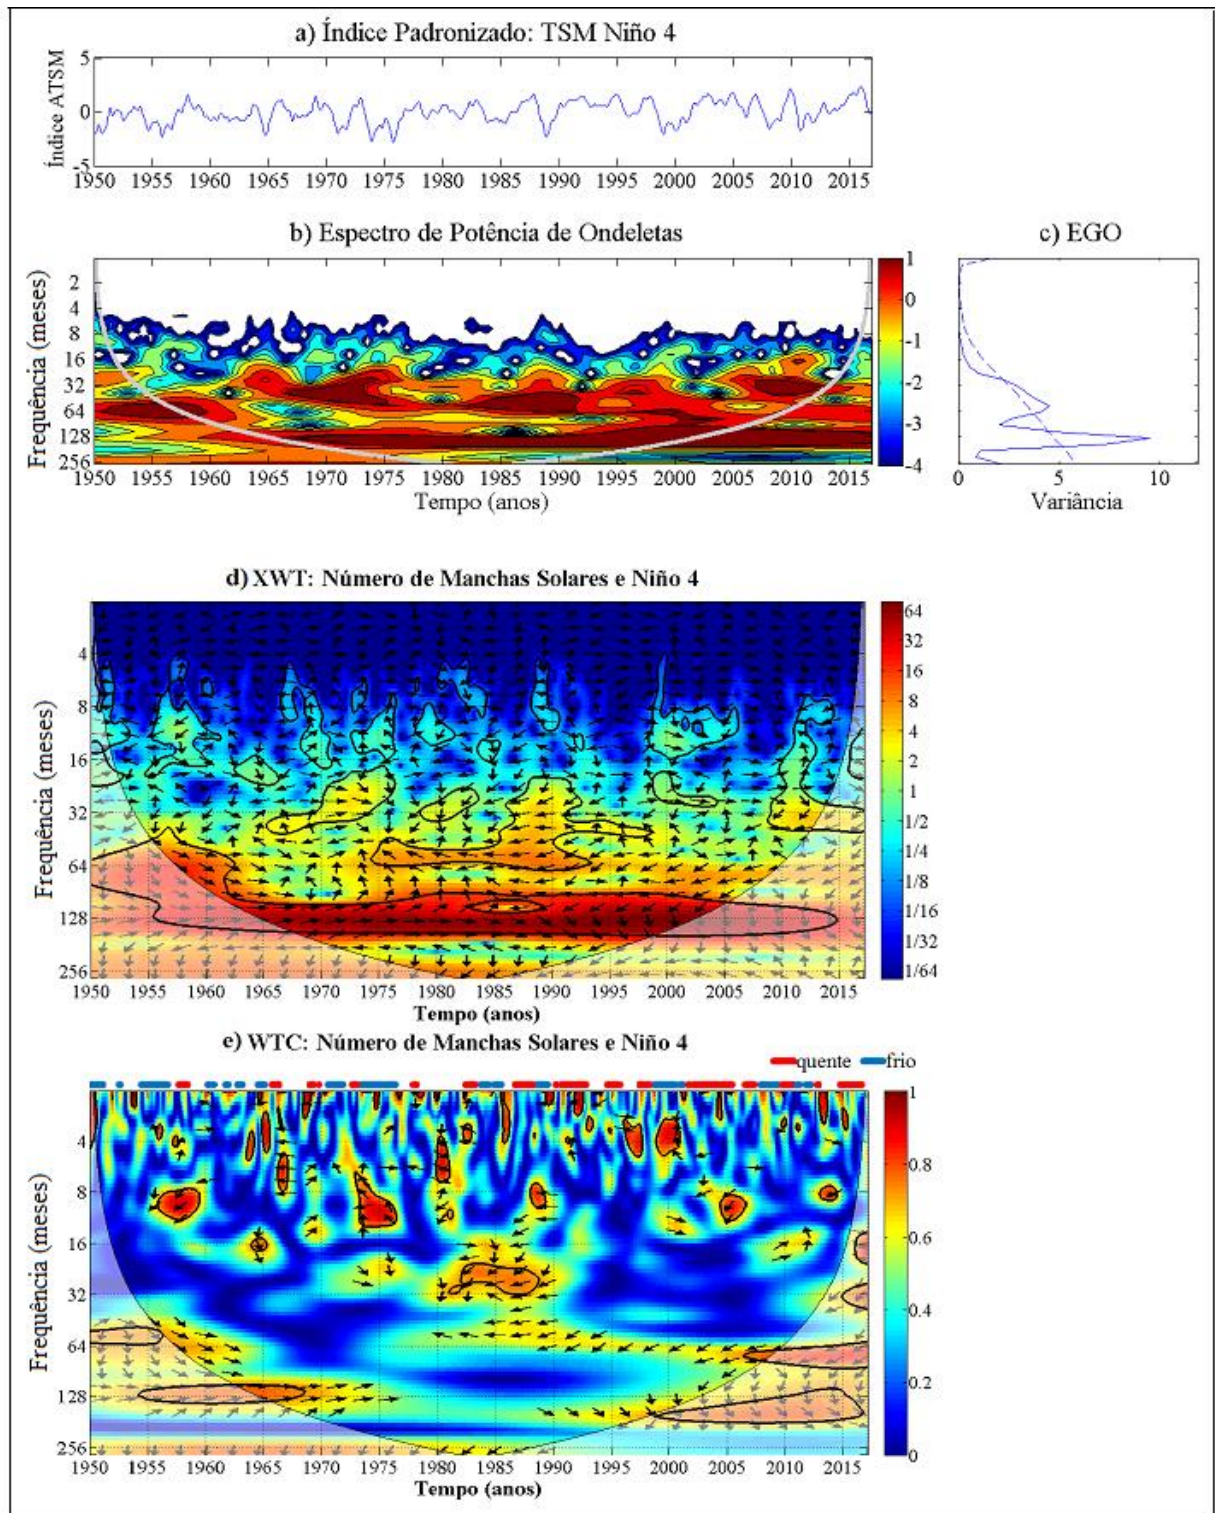 a) Índice Padronizado: TSM Niño 4
Índice ATSM
5
0
-5
1950 1955 1960 1965 1970 1975 1980 1985 1990 1995 2000 2005 2010 2015
b) Espectro de Potência de Ondeletas
Frequência (meses)
2
4
8
16
32
64
128
256
1950 1955 1960 1965 1970 1975 1980 1985 1990 1995 2000 2005 2010 2015
Tempo (anos)
1
0
-1
-2
-3
-4
c) EGO
0 5 10
Variância
d) XWT: Número de Manchas Solares e Niño 4
Frequência (meses)
4
8
16
32
64
128
256
1950 1955 1960 1965 1970 1975 1980 1985 1990 1995 2000 2005 2010 2015
Tempo (anos)
64
32
16
8
4
2
1
1/2
1/4
1/8
1/16
1/32
1/64
e) WTC: Número de Manchas Solares e Niño 4
quente frio
Frequência (meses)
4
8
16
32
64
128
256
1950 1955 1960 1965 1970 1975 1980 1985 1990 1995 2000 2005 2010 2015
Tempo (anos)
1
0.8
0.6
0.4
0.2
0